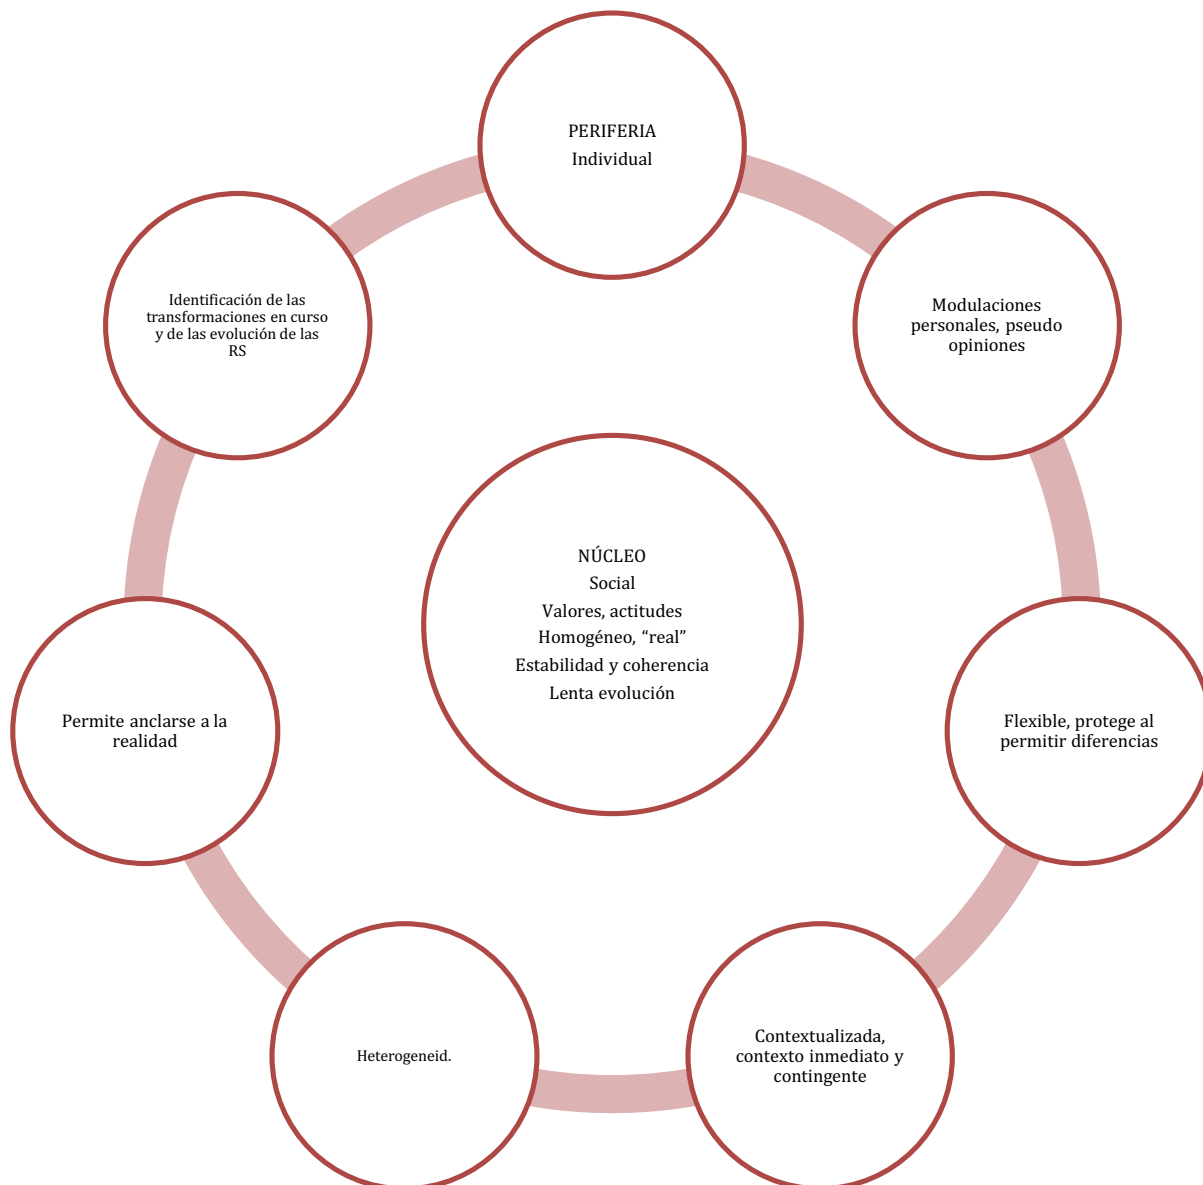 PERIFERIA
Individual
Modulaciones
personales, pseudo
opiniones
Flexible, protege al
permitir diferencias
Contextualizada,
contexto inmediato y
contingente
Heterogeneid.
Permite anclarse a la
realidad
Identificación de las
transformaciones en curso
y de las evolución de las
RS
NÚCLEO
Social
Valores, actitudes
Homogéneo, “real”
Estabilidad y coherencia
Lenta evolución